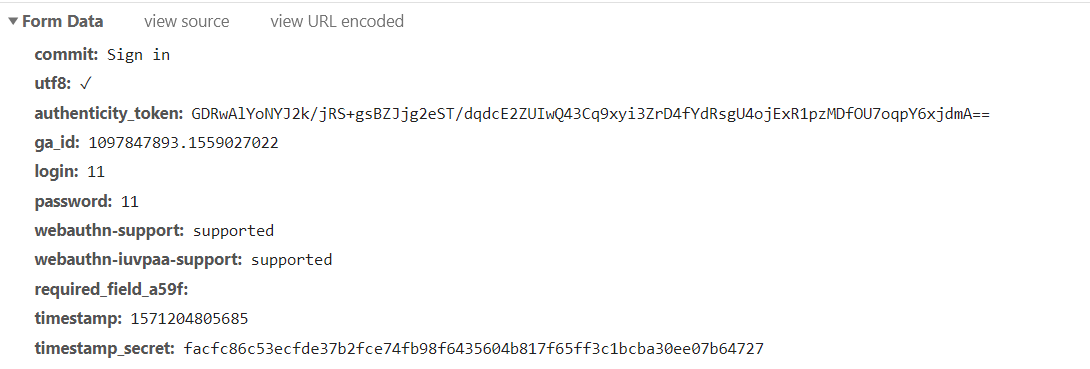 ▼ Form Data view source view URL encoded
commit: Sign in
utf8: ✓
authenticity_token: GDRwAlYoNYJ2k/jRS+gsBZJjg2eST/dqdcE2ZUIwQ43Cq9xyi3ZrD4fYdRsgU4ojExR1pzMDfOU7oqpY6xjdmA==
ga_id: 1097847893.1559027022
login: 11
password: 11
webauthn-support: supported
webauthn-iuvpaa-support: supported
required_field_a59f:
timestamp: 1571204805685
timestamp_secret: facfc86c53ecfde37b2fce74fb98f6435604b817f65ff3c1bcba30ee07b64727